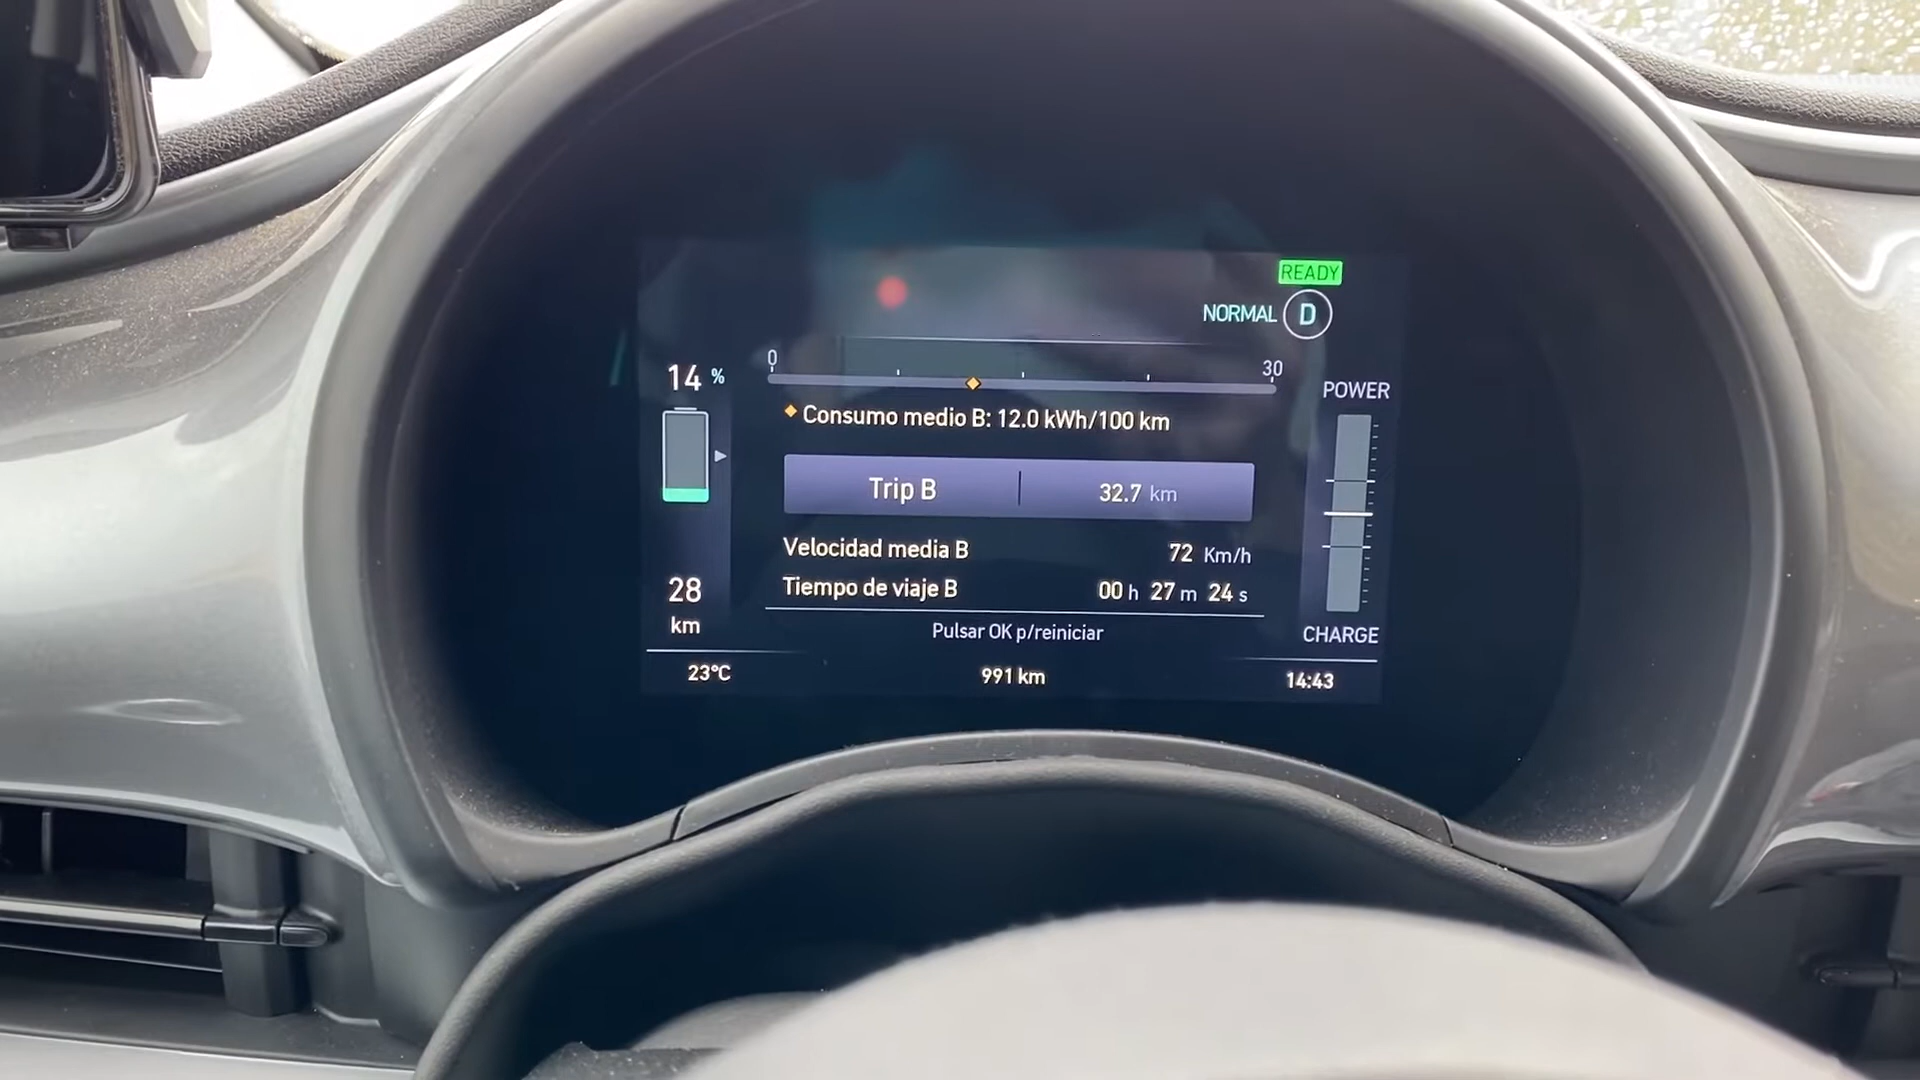 READY
NORMAL D
14 %
0 30
POWER
Consumo medio B: 12.0 kWh/100 km
Trip B 32.7 km
Velocidad media B 72 Km/h
Tiempo de viaje B 00 h 27 m 24 s
28
km
Pulsar OK p/reiniciar
CHARGE
23°C 991 km 14:43